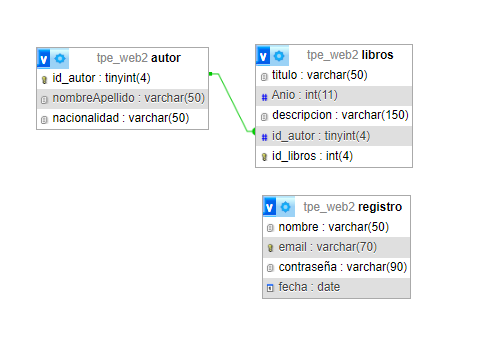 tpe_web2 autor
id_autor : tinyint(4)
nombreApellido : varchar(50)
nacionalidad : varchar(50)
tpe_web2 libros
titulo : varchar(50)
Anio : int(11)
descripcion : varchar(150)
id_autor : tinyint(4)
id_libros : int(4)
tpe_web2 registro
nombre : varchar(50)
email : varchar(70)
contraseña : varchar(90)
fecha : date